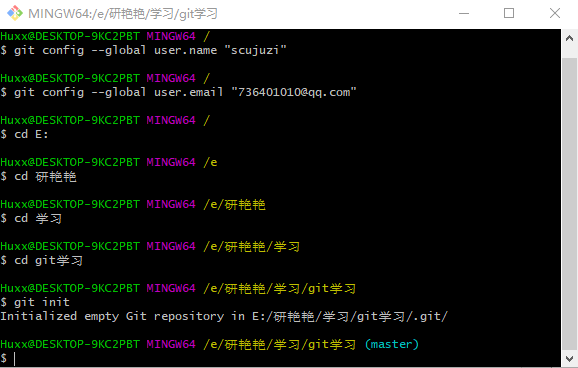 MINGW64:/e/研艳艳/学习/git学习
Huxx@DESKTOP-9KC2PBT MINGW64 /
$ git config --global user.name "scujuzi"
Huxx@DESKTOP-9KC2PBT MINGW64 /
$ git config --global user.email "736401010@qq.com"
Huxx@DESKTOP-9KC2PBT MINGW64 /
$ cd E:
Huxx@DESKTOP-9KC2PBT MINGW64 /e
$ cd 研艳艳
Huxx@DESKTOP-9KC2PBT MINGW64 /e/研艳艳
$ cd 学习
Huxx@DESKTOP-9KC2PBT MINGW64 /e/研艳艳/学习
$ cd git学习
Huxx@DESKTOP-9KC2PBT MINGW64 /e/研艳艳/学习/git学习
$ git init
Initialized empty Git repository in E:/研艳艳/学习/git学习/.git/
Huxx@DESKTOP-9KC2PBT MINGW64 /e/研艳艳/学习/git学习 (master)
$